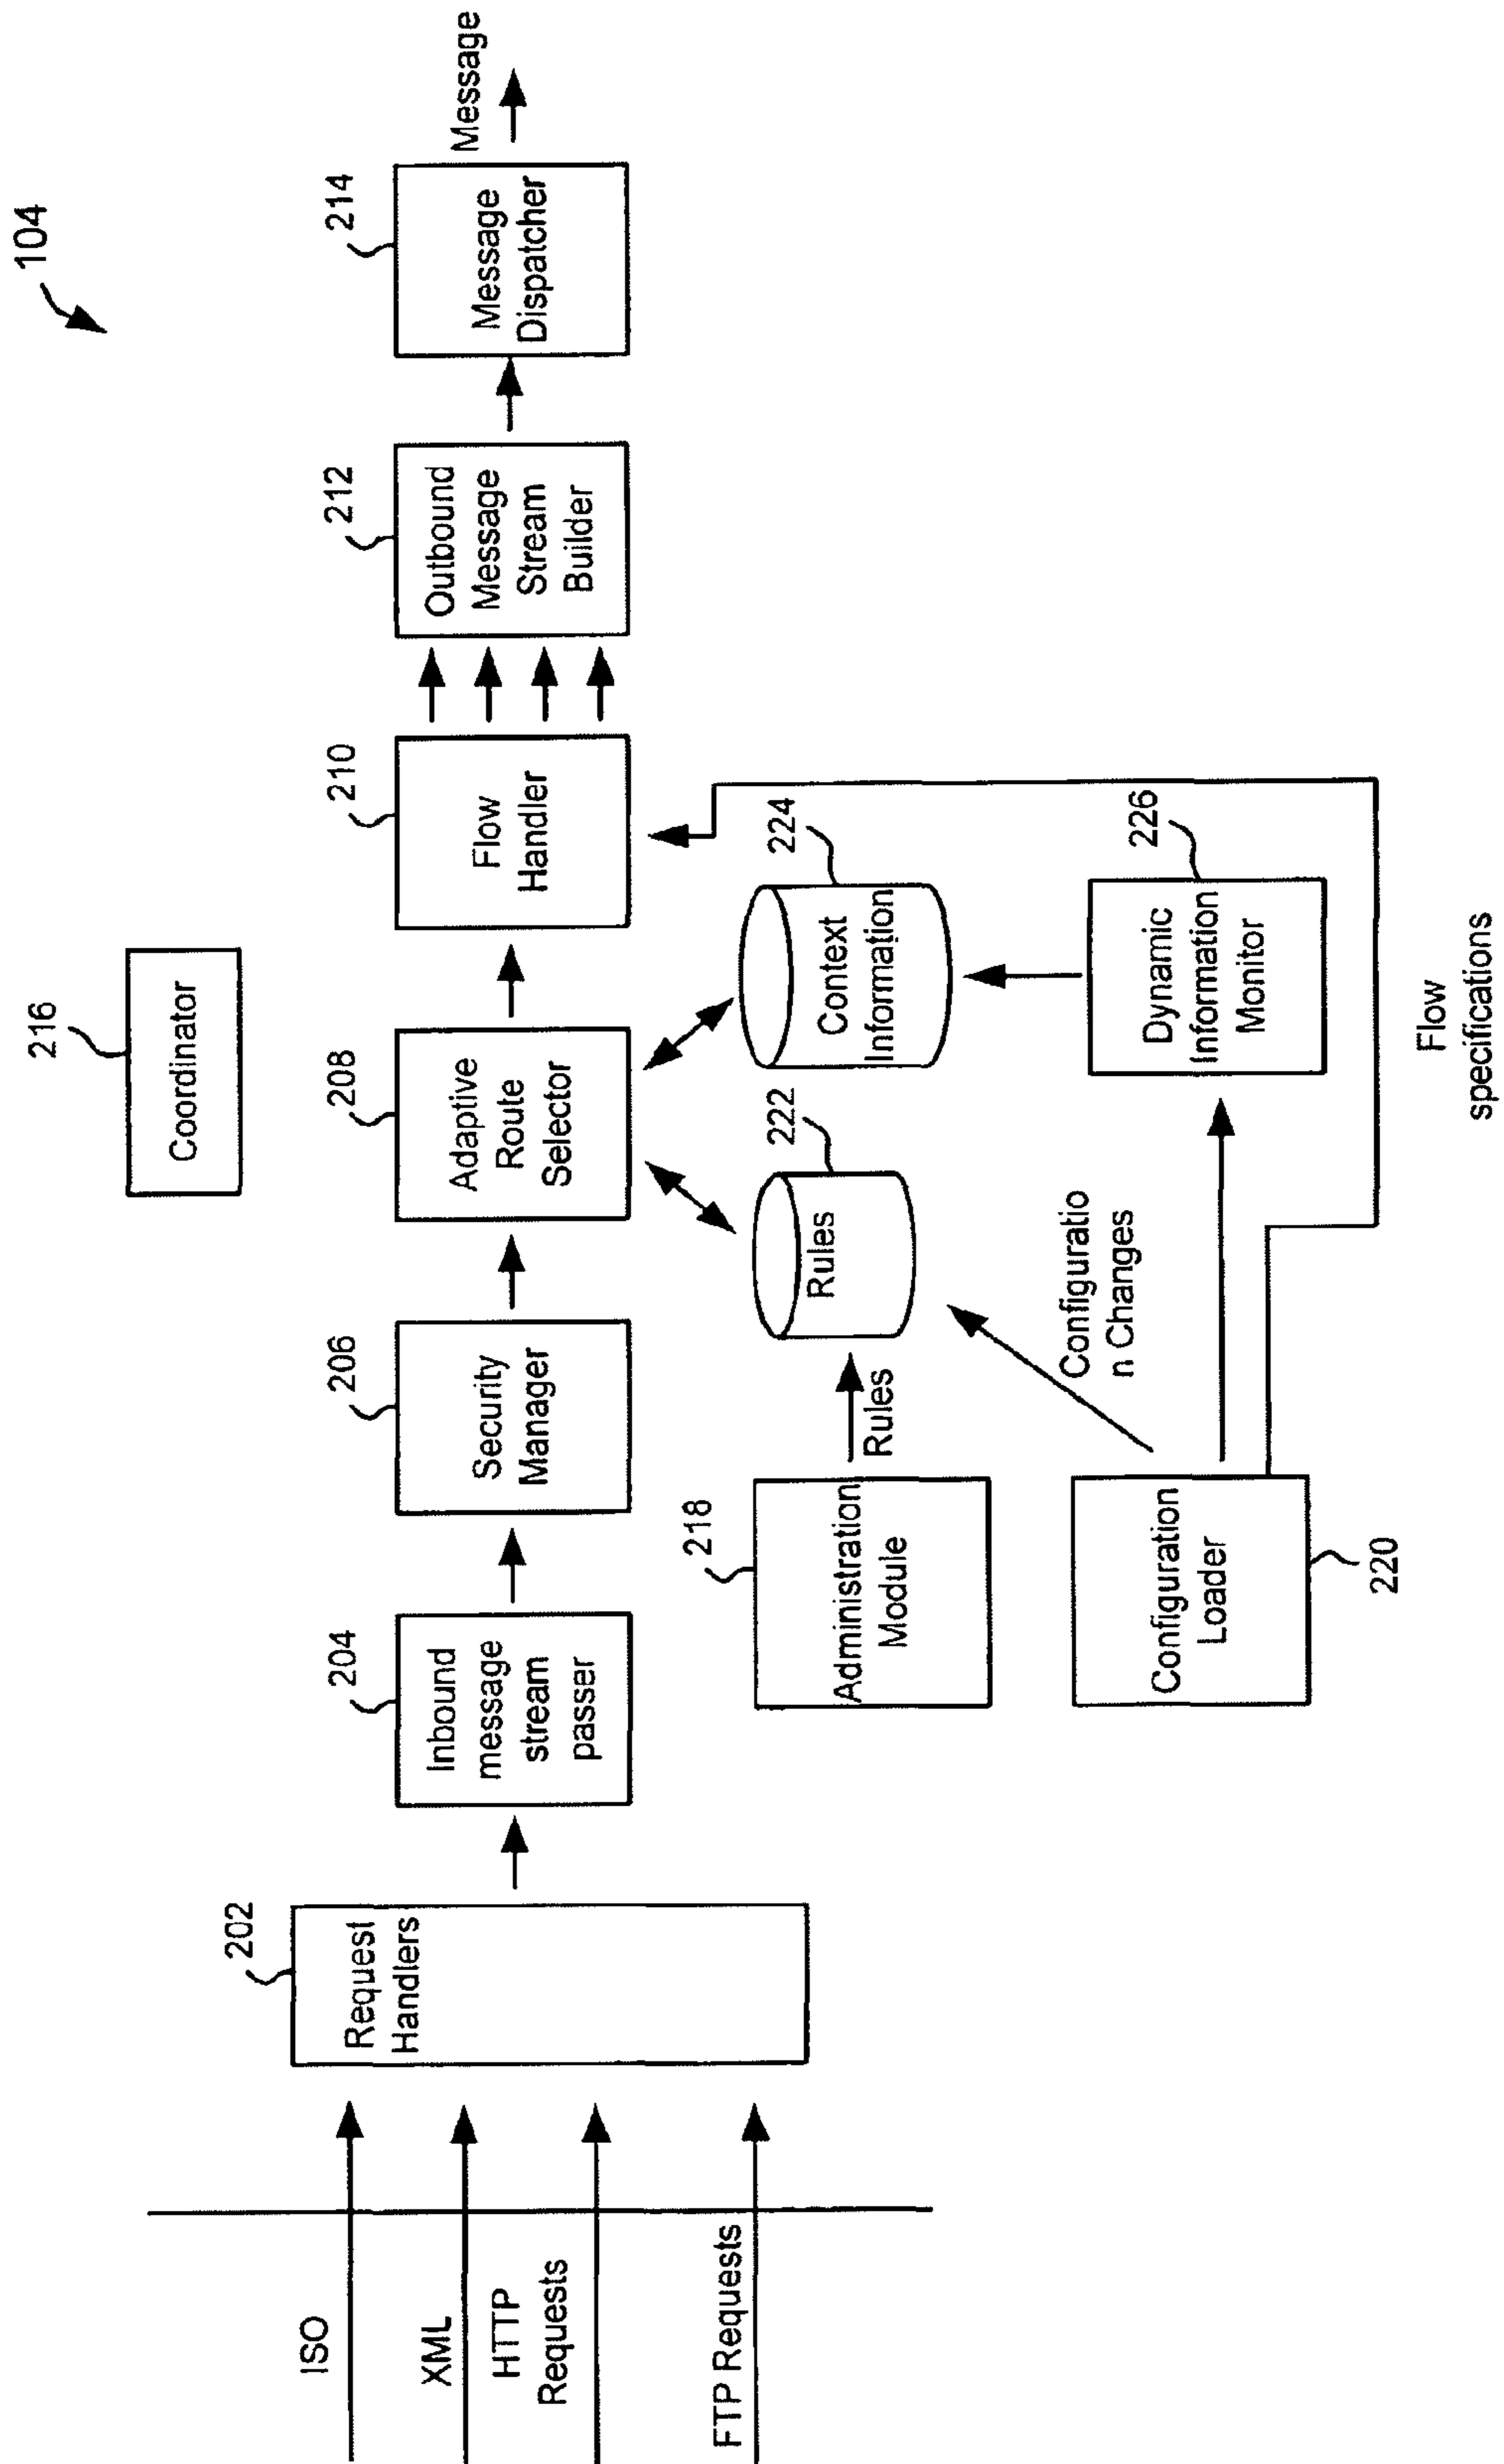 104
216
Coordinator
ISO
XML
HTTP
Requests
FTP Requests
202
Request
Handlers
204
Inbound
message
stream
passer
206
Security
Manager
208
Adaptive
Route
Selector
210
Flow
Handler
212
Outbound
Message
Stream
Builder
214
Message
Dispatcher
Message
218
Administration
Module
Rules
222
Rules
224
Context
Information
220
Configuration
Loader
Configuratio
n Changes
226
Dynamic
Information
Monitor
Flow
specifications